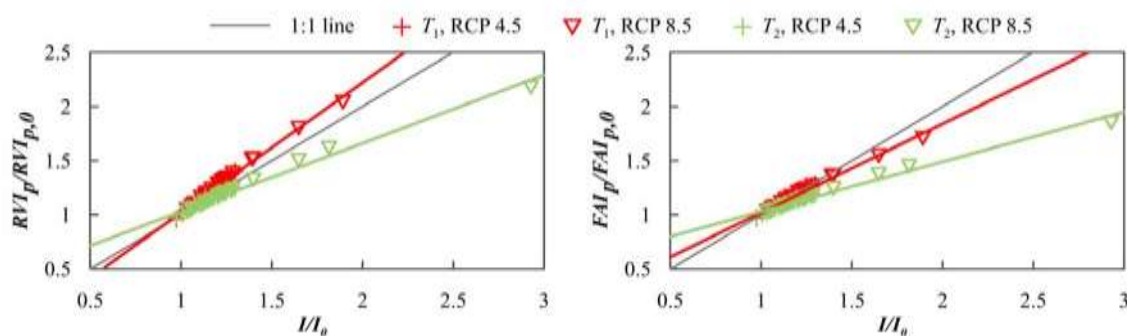 1:1 line T₁, RCP 4.5 T₁, RCP 8.5 T₂, RCP 4.5 T₂, RCP 8.5
2.5 2.5
2 2
1.5 1.5
1 1
0.5 0.5
RVIₚ/RVIₚ,₀ FAIₚ/FAIₚ,₀
0.5 1 1.5 2 2.5 3 0.5 1 1.5 2 2.5 3
I/I₀ I/I₀